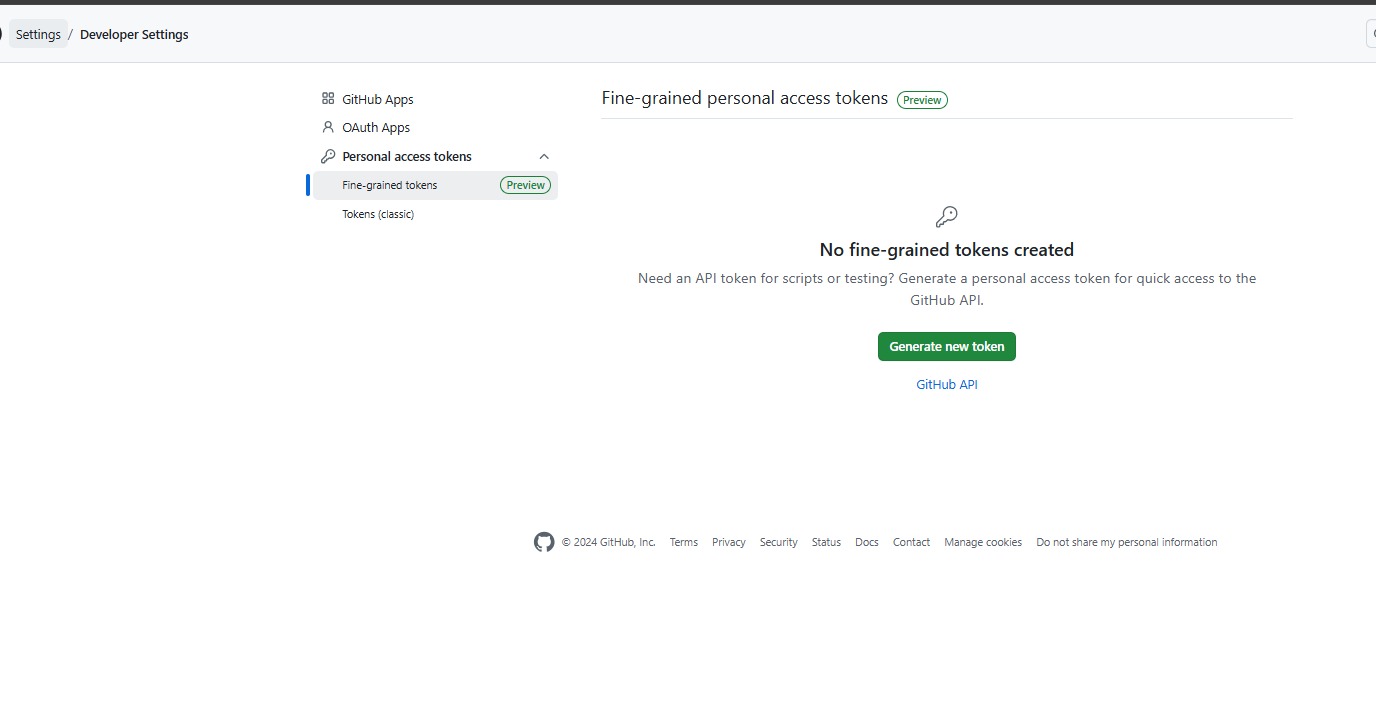 Settings / Developer Settings
GitHub Apps
OAuth Apps
Personal access tokens
Fine-grained tokens Preview
Tokens (classic)
Fine-grained personal access tokens Preview
No fine-grained tokens created
Need an API token for scripts or testing? Generate a personal access token for quick access to the
GitHub API.
Generate new token
GitHub API
© 2024 GitHub, Inc. Terms Privacy Security Status Docs Contact Manage cookies Do not share my personal information